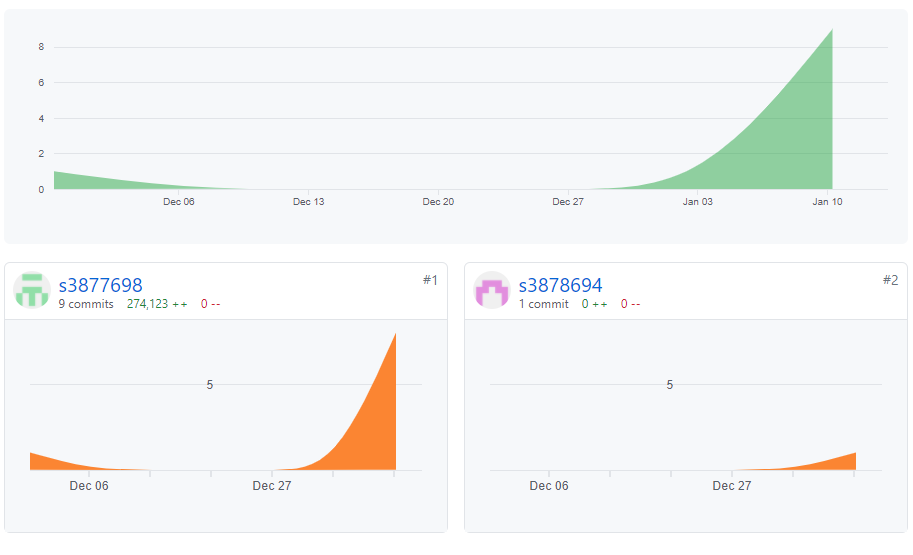 8
6
4
2
0
Dec 06 Dec 13 Dec 20 Dec 27 Jan 03 Jan 10
s3877698 #1
9 commits 274,123 ++ 0 --
5
Dec 06 Dec 27
s3878694 #2
1 commit 0 ++ 0 --
5
Dec 06 Dec 27